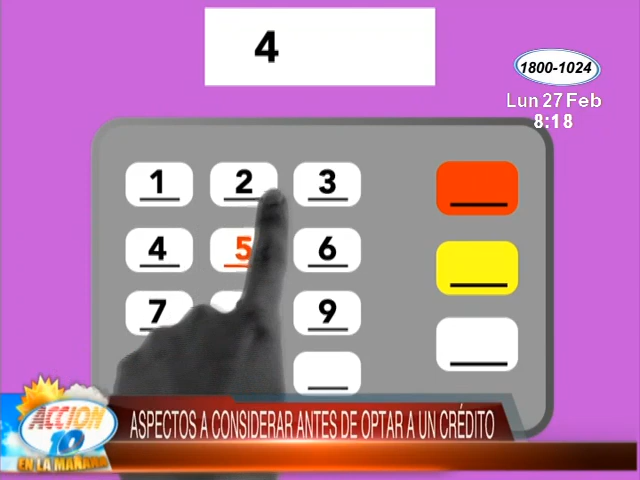 4
1800-1024
Lun 27 Feb
8:18
1 2 3
4 5 6
7 9
ACCION
10
EN LA MAÑANA
ASPECTOS A CONSIDERAR ANTES DE OPTAR A UN CRÉDITO